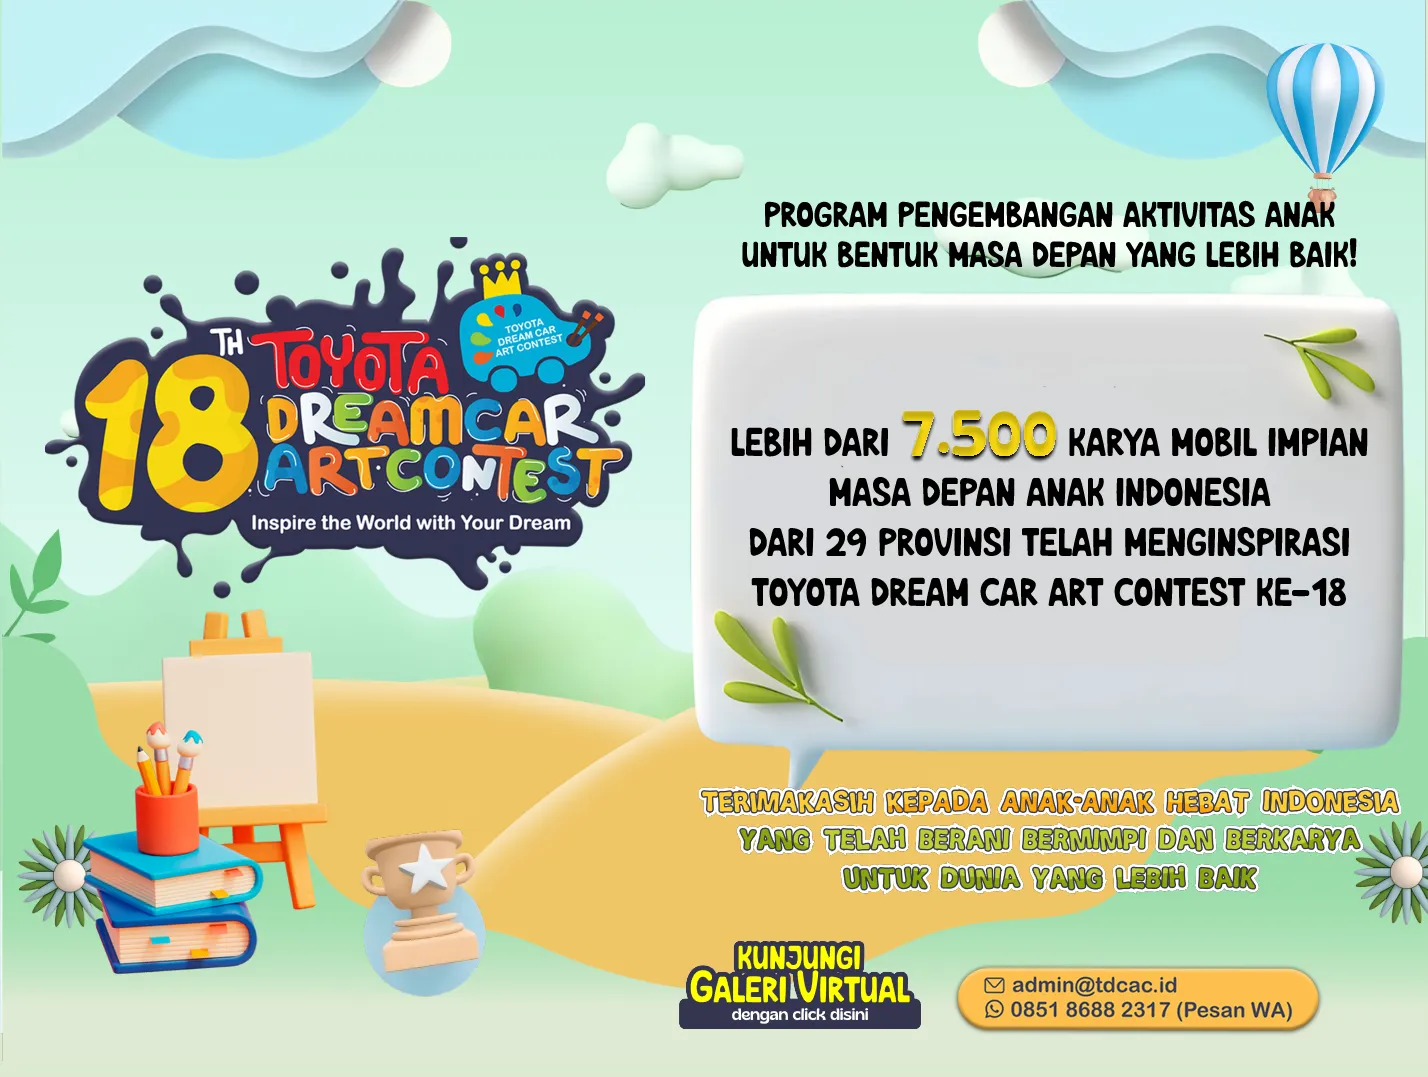 PROGRAM PENGEMBANGAN AKTIVITAS ANAK
UNTUK BENTUK MASA DEPAN YANG LEBIH BAIK!
18TH TOYOTA
DREAMCAR
ART CONTEST
Inspire the World with Your Dream
TOYOTA
DREAM CAR
ART CONTEST
LEBIH DARI 7.500 KARYA MOBIL IMPIAN
MASA DEPAN ANAK INDONESIA
DARI 29 PROVINSI TELAH MENGINSPIRASI
TOYOTA DREAM CAR ART CONTEST KE-18
TERIMAKASIH KEPADA ANAK-ANAK HEBAT INDONESIA
YANG TELAH BERANI BERMIMPI DAN BERKARYA
UNTUK DUNIA YANG LEBIH BAIK
KUNJUNGI
GALERI VIRTUAL
dengan click disini
admin@tdcac.id
0851 8688 2317 (Pesan WA)